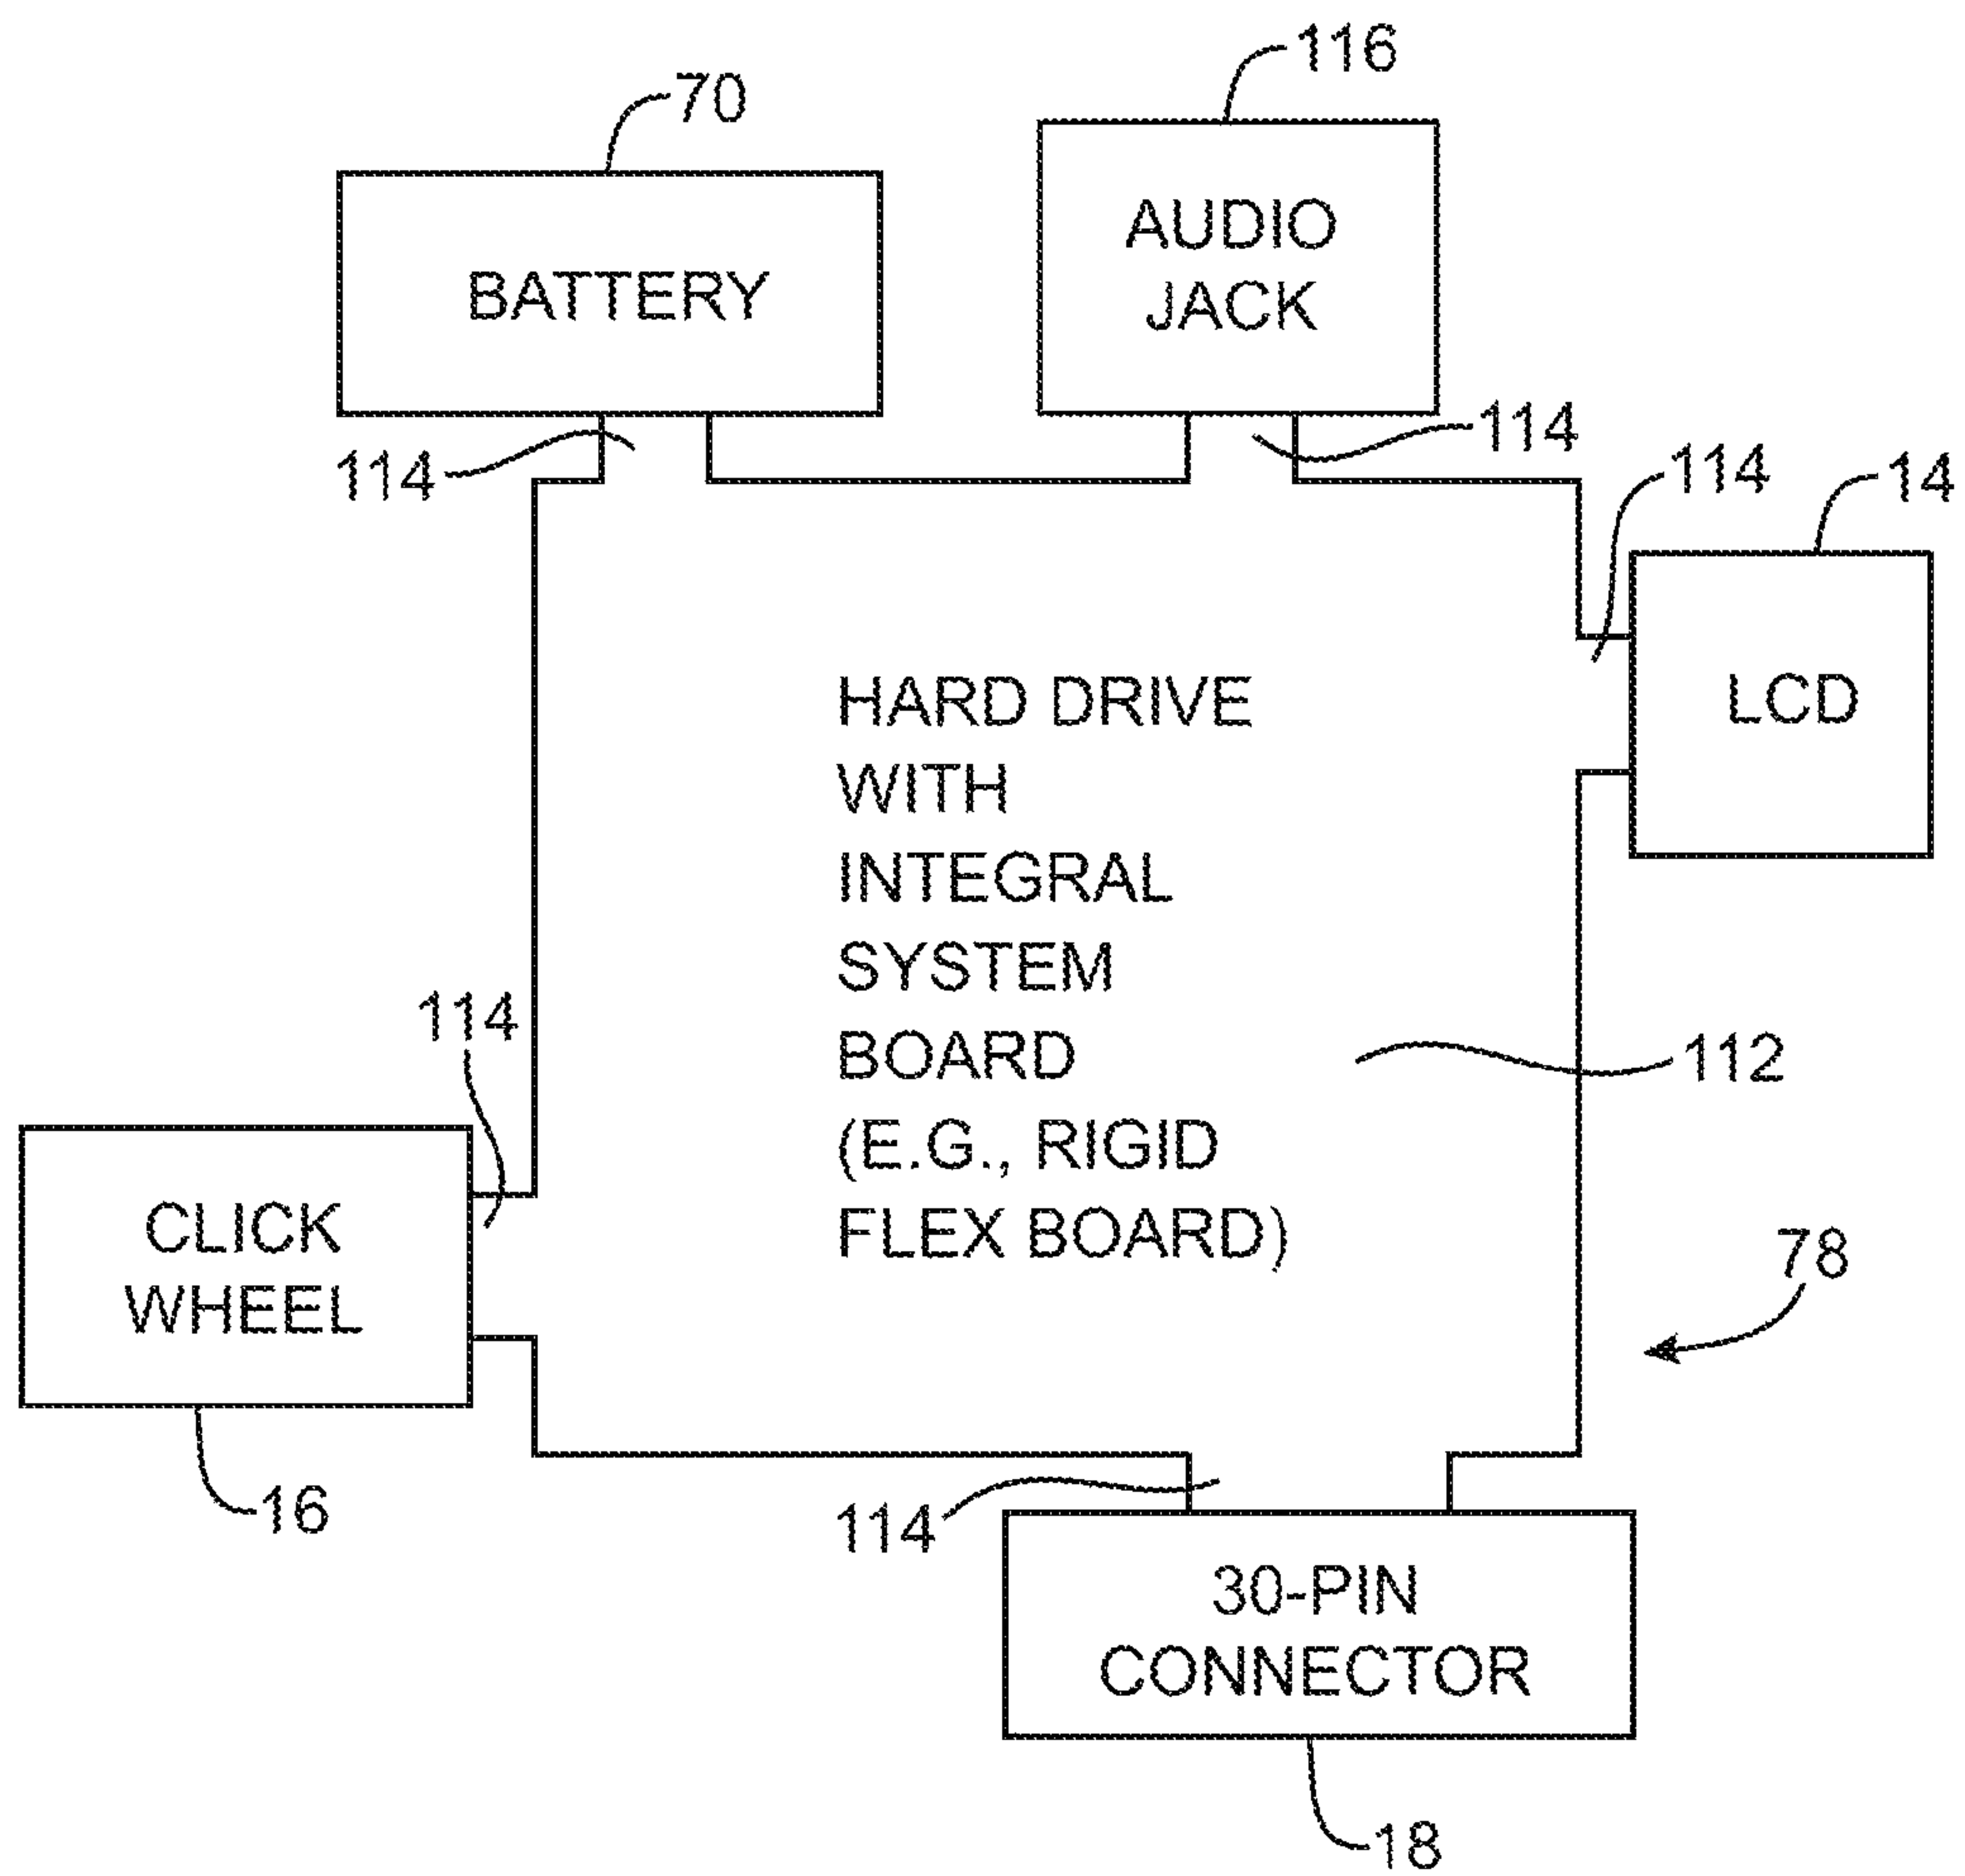 116
70
AUDIO
JACK
BATTERY
114
114
114
14
LCD
HARD DRIVE
WITH
INTEGRAL
SYSTEM
BOARD
(E.G., RIGID
FLEX BOARD)
114
112
CLICK
WHEEL
78
16
114
30-PIN
CONNECTOR
18